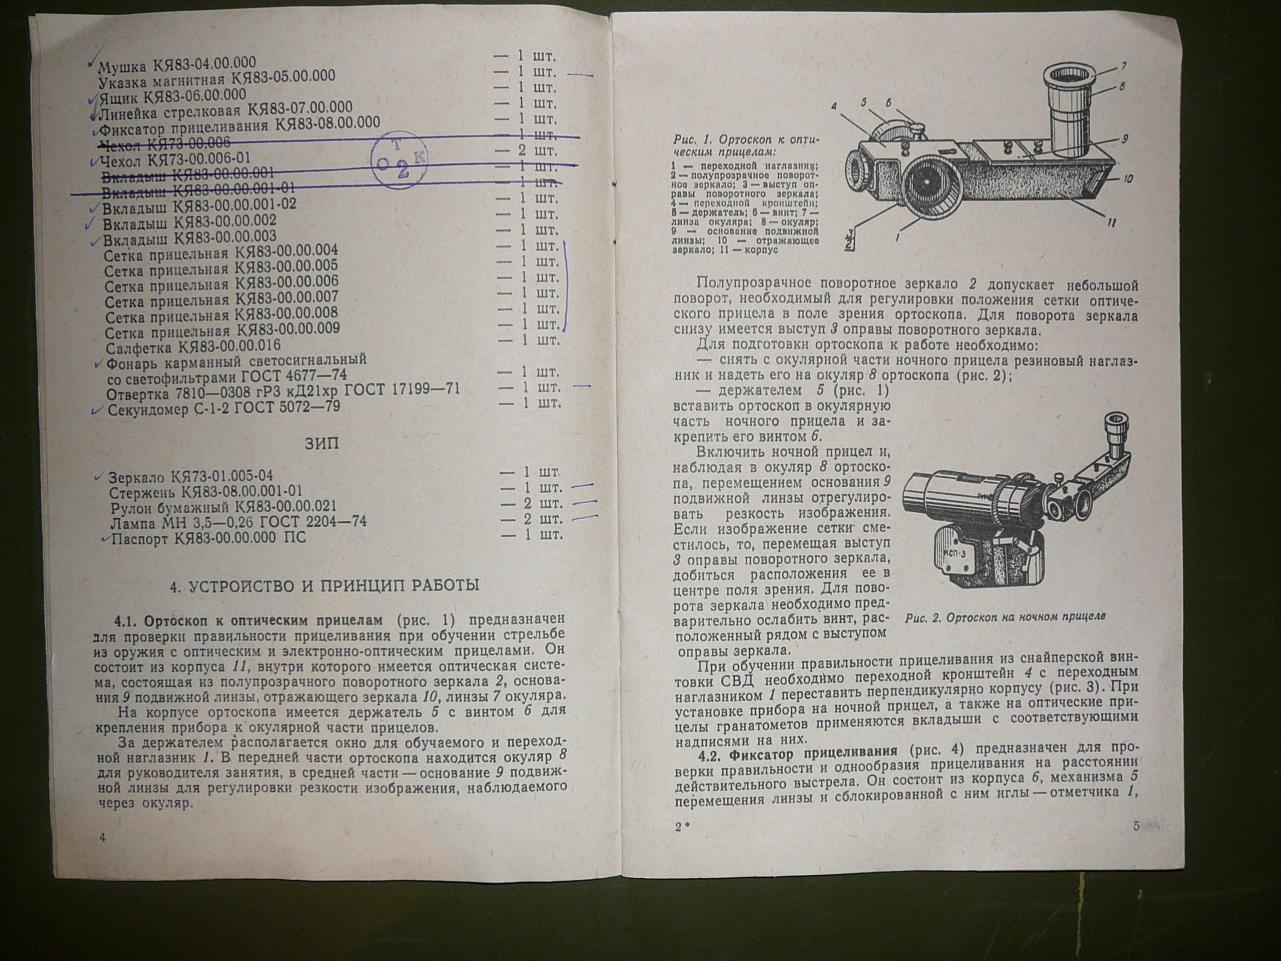 Мушка КЯ83-04.00.000 — 1 шт.
Указка магнитная КЯ83-05.00.000 — 1 шт.
Ящик КЯ83-06.00.000 — 1 шт.
Линейка стрелковая КЯ83-07.00.000 — 1 шт.
Фиксатор прицеливания КЯ83-08.00.000 — 1 шт.
Чехол КЯ73-00.006 — 1 шт.
Чехол КЯ73-00.006-01 — 2 шт.
Вкладыш КЯ83-00.00.001 — 1 шт.
Вкладыш КЯ83-00.00.001-01 — 1 шт.
Вкладыш КЯ83-00.00.001-02 — 1 шт.
Вкладыш КЯ83-00.00.002 — 1 шт.
Вкладыш КЯ83-00.00.003 — 1 шт.
Сетка прицельная КЯ83-00.00.004 — 1 шт.
Сетка прицельная КЯ83-00.00.005 — 1 шт.
Сетка прицельная КЯ83-00.00.006 — 1 шт.
Сетка прицельная КЯ83-00.00.007 — 1 шт.
Сетка прицельная КЯ83-00.00.008 — 1 шт.
Сетка прицельная КЯ83-00.00.009 — 1 шт.
Салфетка КЯ83-00.00.016 — 1 шт.
Фонарь карманный светосигнальный
со светофильтрами ГОСТ 4677—74 — 1 шт.
Отвертка 7810—0308 гР3 кД21хр ГОСТ 17199—71 — 1 шт.
Секундомер С-1-2 ГОСТ 5072—79 — 1 шт.
О Т К
2
ЗИП
Зеркало КЯ73-01.005-04 — 1 шт.
Стержень КЯ83-08.00.001-01 — 1 шт.
Рулон бумажный КЯ83-00.00.021 — 2 шт.
Лампа МН 3,5—0,26 ГОСТ 2204—74 — 2 шт.
Паспорт КЯ83-00.00.000 ПС — 1 шт.
4. УСТРОЙСТВО И ПРИНЦИП РАБОТЫ
4.1. Ортоскоп к оптическим прицелам (рис. 1) предназначен
для проверки правильности прицеливания при обучении стрельбе
из оружия с оптическим и электронно-оптическим прицелами. Он
состоит из корпуса 11, внутри которого имеется оптическая систе-
ма, состоящая из полупрозрачного поворотного зеркала 2, основа-
ния 9 подвижной линзы, отражающего зеркала 10, линзы 7 окуляра.
На корпусе ортоскопа имеется держатель 5 с винтом 6 для
крепления прибора к окулярной части прицелов.
За держателем располагается окно для обучаемого и переход-
ной наглазник 1. В передней части ортоскопа находится окуляр 8
для руководителя занятия, в средней части — основание 9 подвиж-
ной линзы для регулировки резкости изображения, наблюдаемого
через окуляр.
4
Рис. 1. Ортоскоп к опти-
ческим прицелам:
1 — переходной наглазник;
2 — полупрозрачное поворот-
ное зеркало; 3 — выступ оп-
равы поворотного зеркала;
4 — переходной кронштейн;
5 — держатель; 6 — винт; 7 —
линза окуляра; 8 — окуляр;
9 — основание подвижной
линзы; 10 — отражающее
зеркало; 11 — корпус
4
5
6
7
8
9
10
11
1
3
2
Полупрозрачное поворотное зеркало 2 допускает небольшой
поворот, необходимый для регулировки положения сетки оптиче-
ского прицела в поле зрения ортоскопа. Для поворота зеркала
снизу имеется выступ 3 оправы поворотного зеркала.
Для подготовки ортоскопа к работе необходимо:
— снять с окулярной части ночного прицела резиновый наглаз-
ник и надеть его на окуляр 8 ортоскопа (рис. 2);
— держателем 5 (рис. 1)
вставить ортоскоп в окулярную
часть ночного прицела и за-
крепить его винтом 6.
Включить ночной прицел и,
наблюдая в окуляр 8 ортоско-
па, перемещением основания 9
подвижной линзы отрегулиро-
вать резкость изображения.
Если изображение сетки сме-
стилось, то, перемещая выступ
3 оправы поворотного зеркала,
добиться расположения ее в
центре поля зрения. Для пово-
рота зеркала необходимо пред-
варительно ослабить винт, рас-
положенный рядом с выступом
оправы зеркала.
КСП-3
Рис. 2. Ортоскоп на ночном прицеле
При обучении правильности прицеливания из снайперской вин-
товки СВД необходимо переходной кронштейн 4 с переходным
наглазником 1 переставить перпендикулярно корпусу (рис. 3). При
установке прибора на ночной прицел, а также на оптические при-
целы гранатометов применяются вкладыши с соответствующими
надписями на них.
4.2. Фиксатор прицеливания (рис. 4) предназначен для про-
верки правильности и однообразия прицеливания на расстоянии
действительного выстрела. Он состоит из корпуса 6, механизма 5
перемещения линзы и сблокированной с ним иглы — отметчика 1,
2*
5